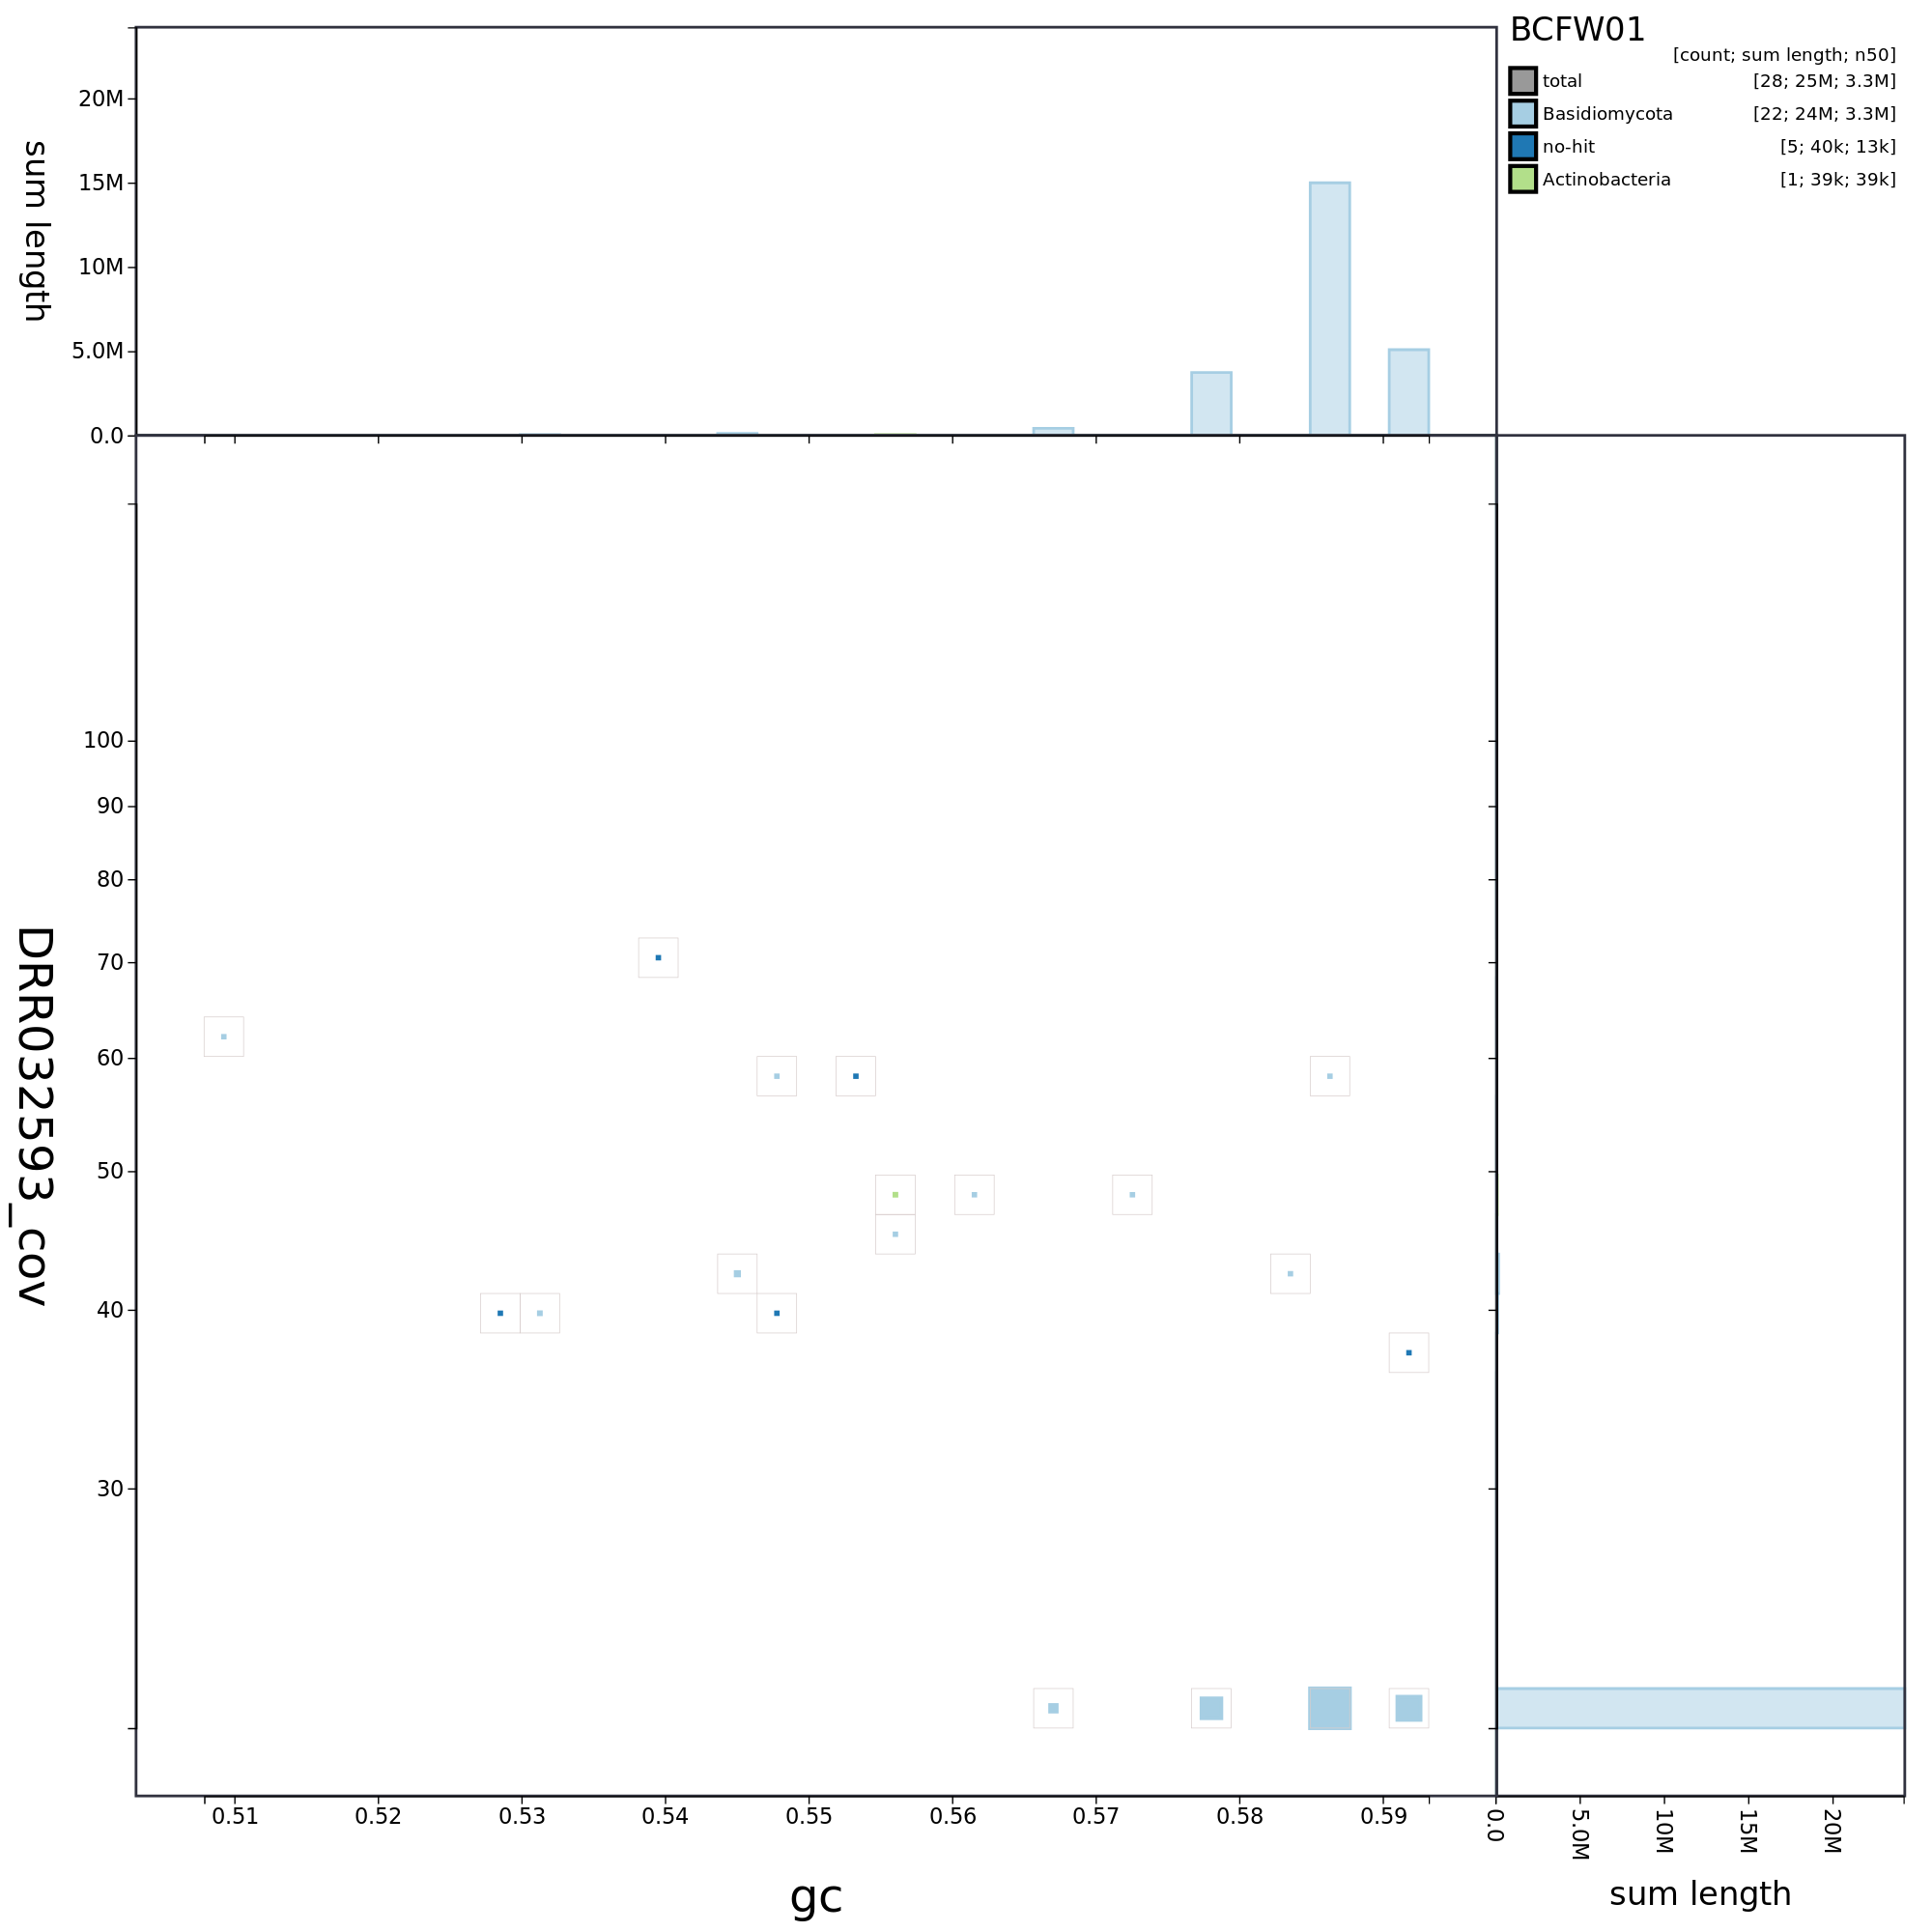 BCFW01
[count; sum length; n50]
total [28; 25M; 3.3M]
Basidiomycota [22; 24M; 3.3M]
no-hit [5; 40k; 13k]
Actinobacteria [1; 39k; 39k]
sum length
20M
15M
10M
5.0M
0.0
DRR032593_cov
100
90
80
70
60
50
40
30
0.51 0.52 0.53 0.54 0.55 0.56 0.57 0.58 0.59
gc
0.0 5.0M 10M 15M 20M
sum length